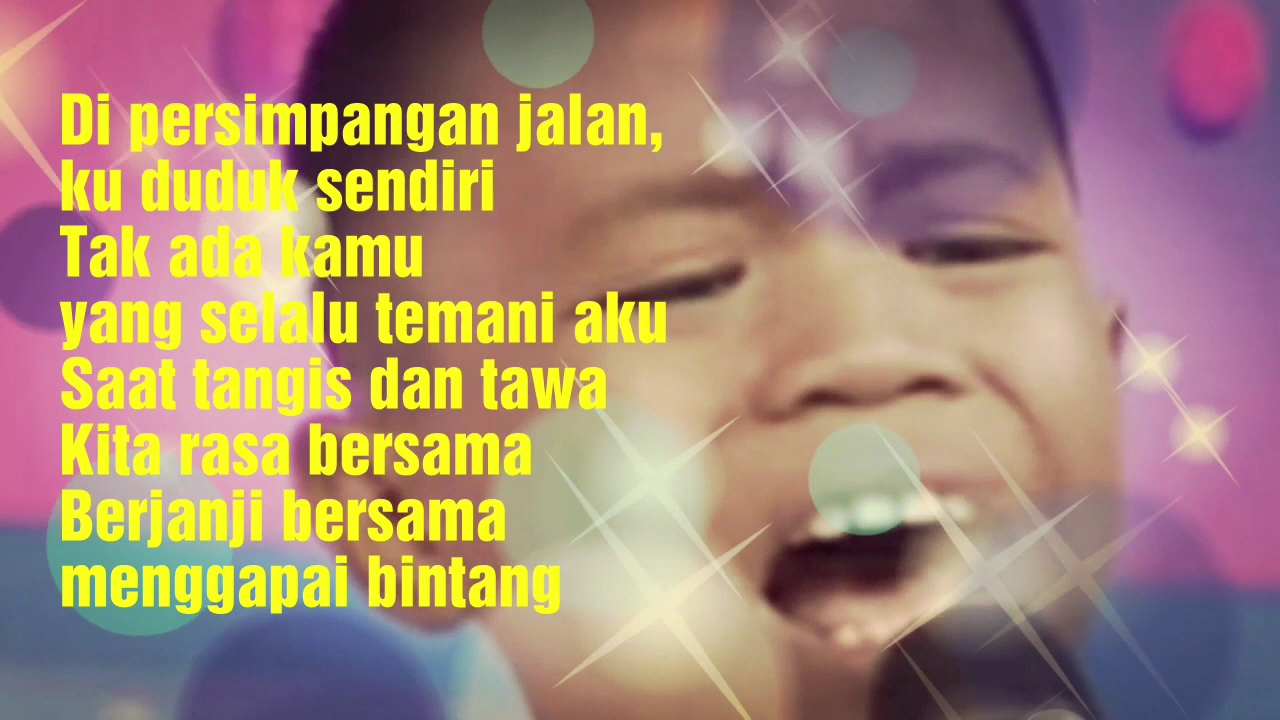 Di persimpangan jalan,
ku duduk sendiri
Tak ada kamu
yang selalu temani aku
Saat tangis dan tawa
Kita rasa bersama
Berjanji bersama
menggapai bintang